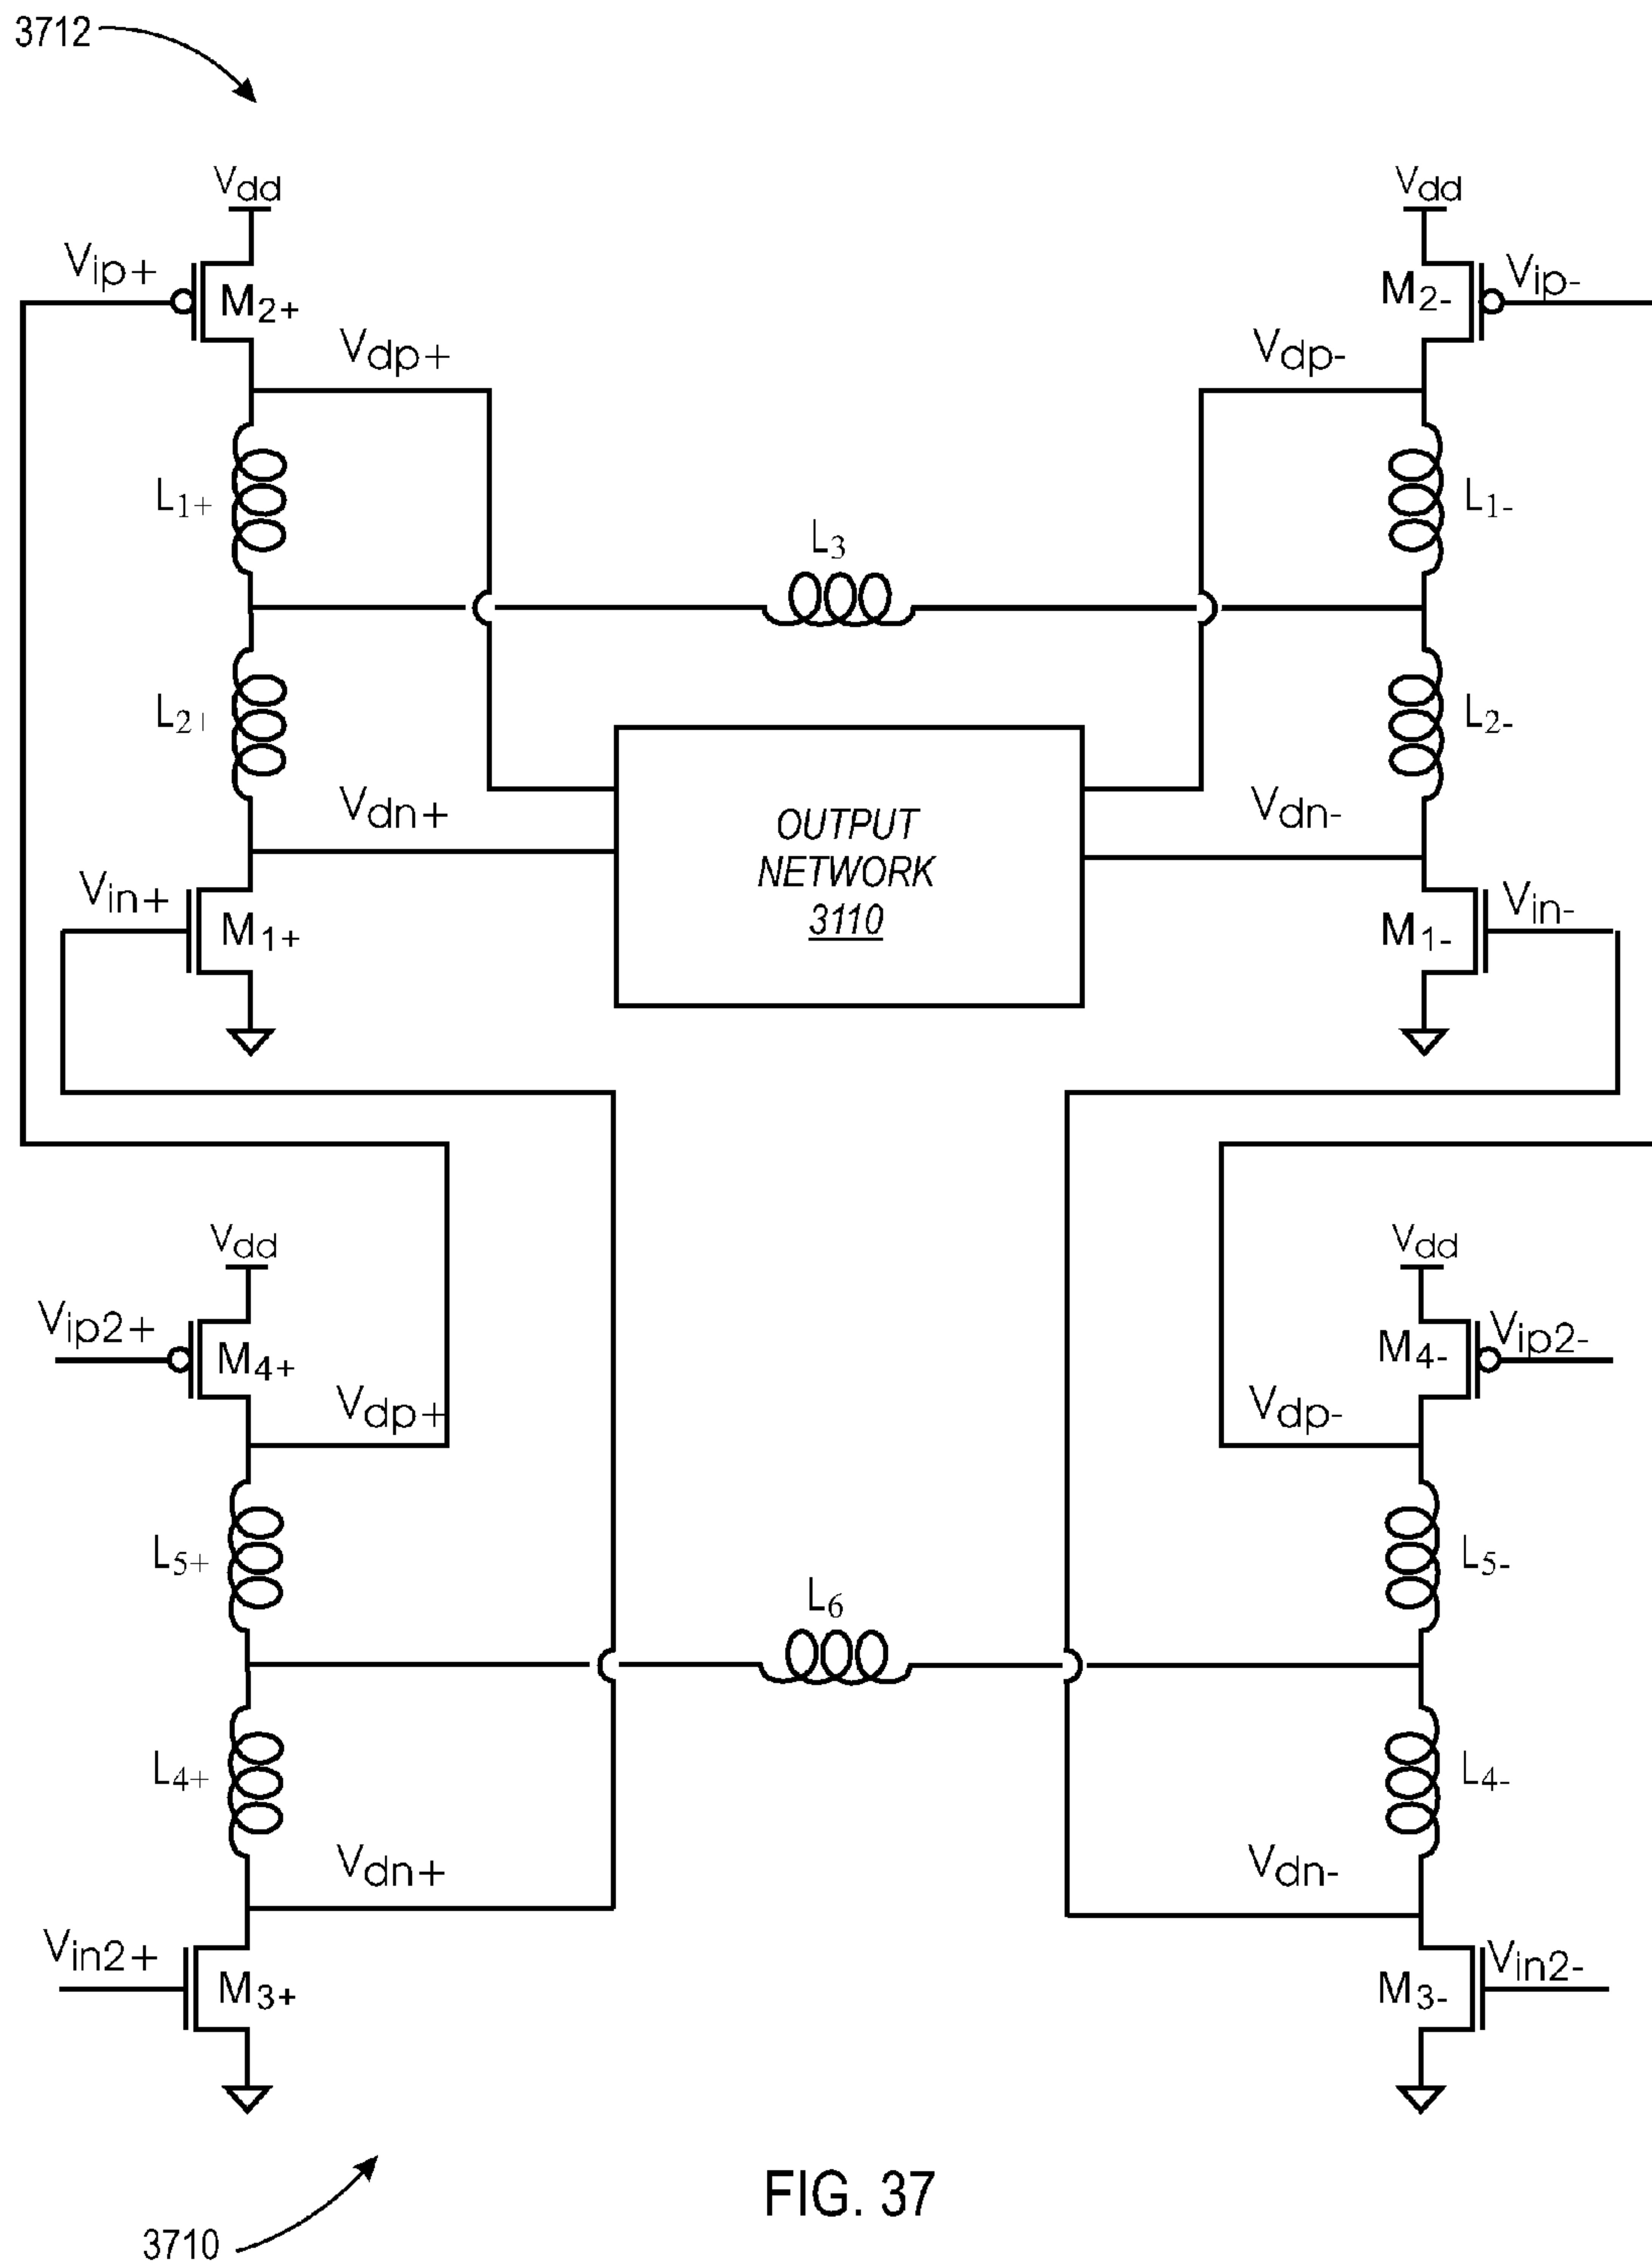 3712
Vdd
Vdd
Vip+
M2+
M2-
Vip-
Vdp+
Vdp-
L1+
L3
L1-
L2+
L2-
Vdn+
OUTPUT
NETWORK
3110
Vdn-
Vin+
M1+
M1-
Vin-
Vdd
Vdd
Vip2+
M4+
M4-
Vip2-
Vdp+
Vdp-
L5+
L6
L5-
L4+
L4-
Vdn+
Vdn-
Vin2+
M3+
M3-
Vin2-
FIG. 37
3710